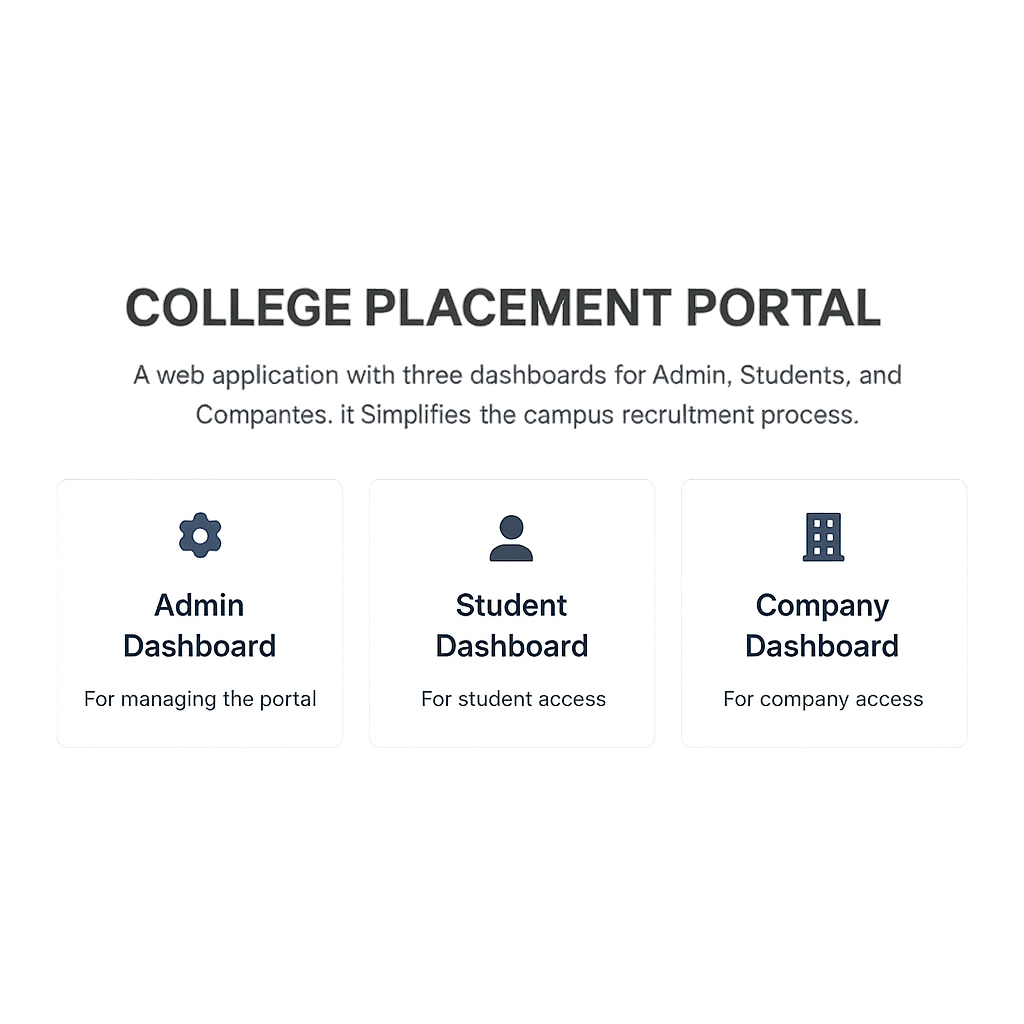 COLLEGE PLACEMENT PORTAL
A web application with three dashboards for Admin, Students, and
Compantes. it Simplifies the campus recrultment process.
Admin
Dashboard
For managing the portal
Student
Dashboard
For student access
Company
Dashboard
For company access